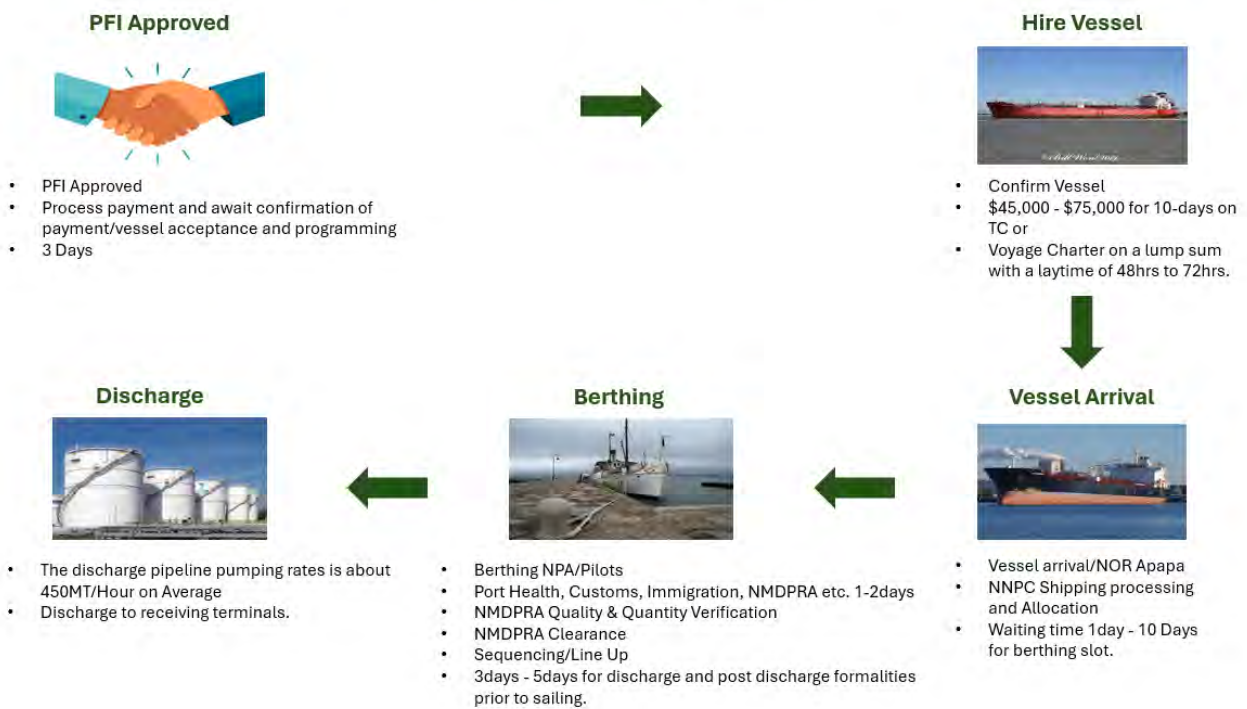 PFI Approved
• PFI Approved
• Process payment and await confirmation of
payment/vessel acceptance and programming
• 3 Days
Hire Vessel
• Confirm Vessel
• $45,000 - $75,000 for 10-days on
TC or
• Voyage Charter on a lump sum
with a laytime of 48hrs to 72hrs.
Vessel Arrival
• Vessel arrival/NOR Apapa
• NNPC Shipping processing
and Allocation
• Waiting time 1day - 10 Days
for berthing slot.
Berthing
• Berthing NPA/Pilots
• Port Health, Customs, Immigration, NMDPRA etc. 1-2days
• NMDPRA Quality & Quantity Verification
• NMDPRA Clearance
• Sequencing/Line Up
• 3days - 5days for discharge and post discharge formalities
prior to sailing.
Discharge
• The discharge pipeline pumping rates is about
450MT/Hour on Average
• Discharge to receiving terminals.